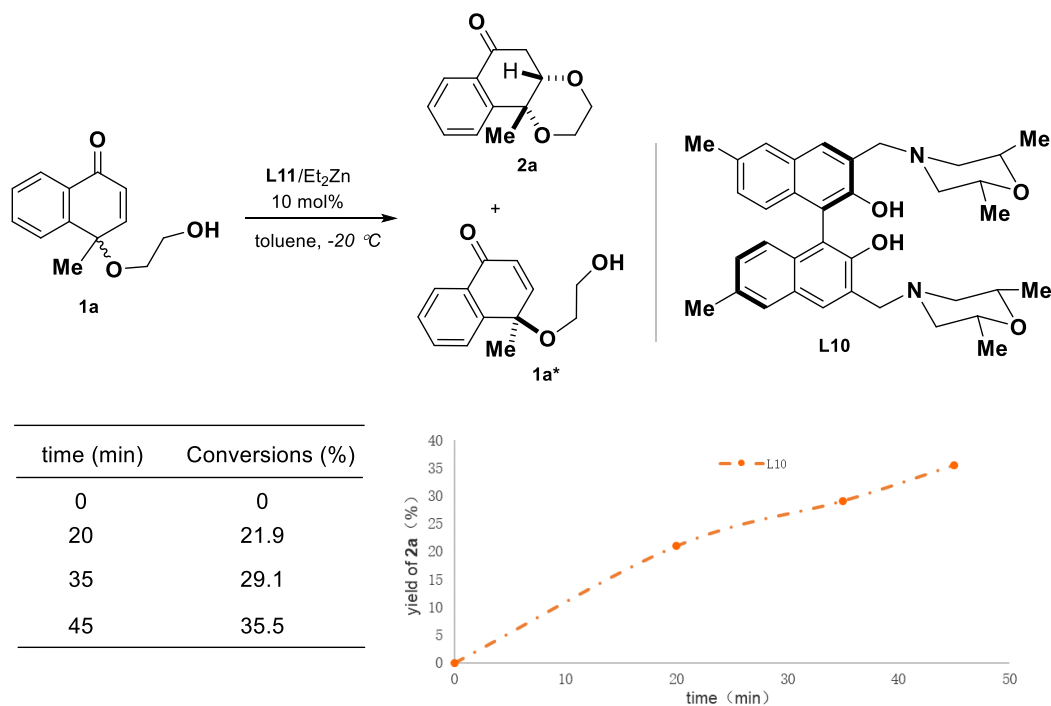 O
OH
Me
O
1a
L11/Et₂Zn
10 mol%
toluene, -20 °C
O
H
O
Me
O
2a
+
O
OH
O
Me
1a*
Me
N
Me
O
Me
OH
OH
Me
N
Me
O
Me
L10
time (min) Conversions (%)
0 0
20 21.9
35 29.1
45 35.5
40
35
30
25
20
15
10
5
0
yield of 2a (%)
L10
0 10 20 30 40 50
time (min)